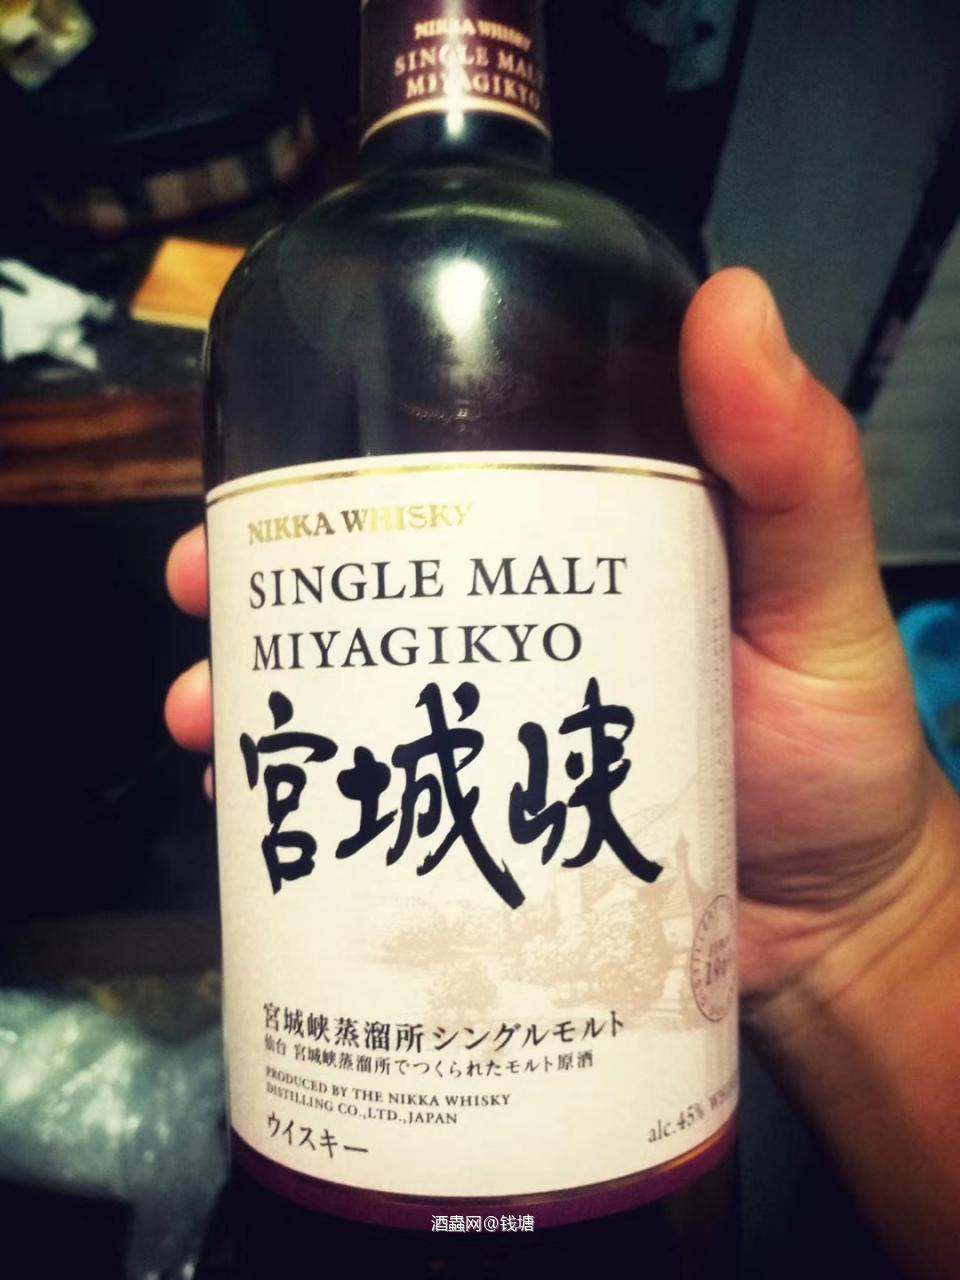 NIKKA WHISKY
SINGLE MALT
MIYAGIKYO
NIKKA WHISKY
SINGLE MALT
MIYAGIKYO
宮城峡
宮城峡蒸溜所 シングルモルト
仙台 宮城峡蒸溜所でつくられたモルト原酒
PRODUCED BY THE NIKKA WHISKY
DISTILLING CO.,LTD.,JAPAN
ウイスキー
alc.45%
酒蟲网@钱塘